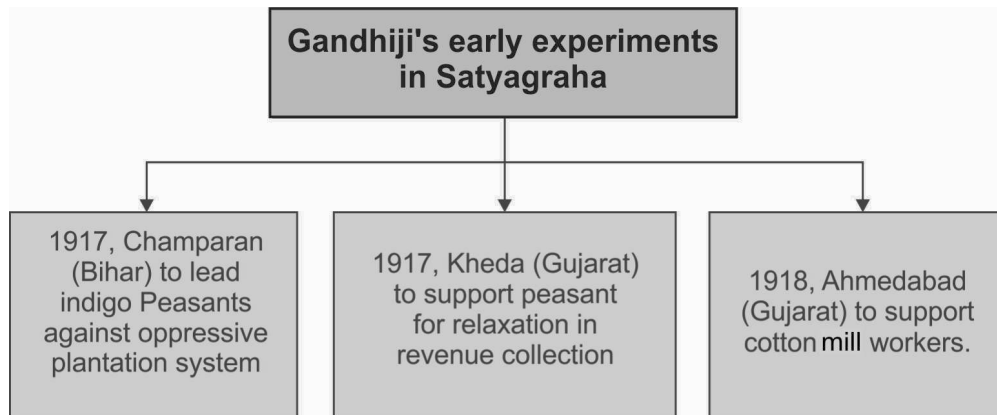 Gandhiji's early experiments
in Satyagraha
1917, Champaran
(Bihar) to lead
indigo Peasants
against oppressive
plantation system
1917, Kheda (Gujarat)
to support peasant
for relaxation in
revenue collection
1918, Ahmedabad
(Gujarat) to support
cotton mill workers.